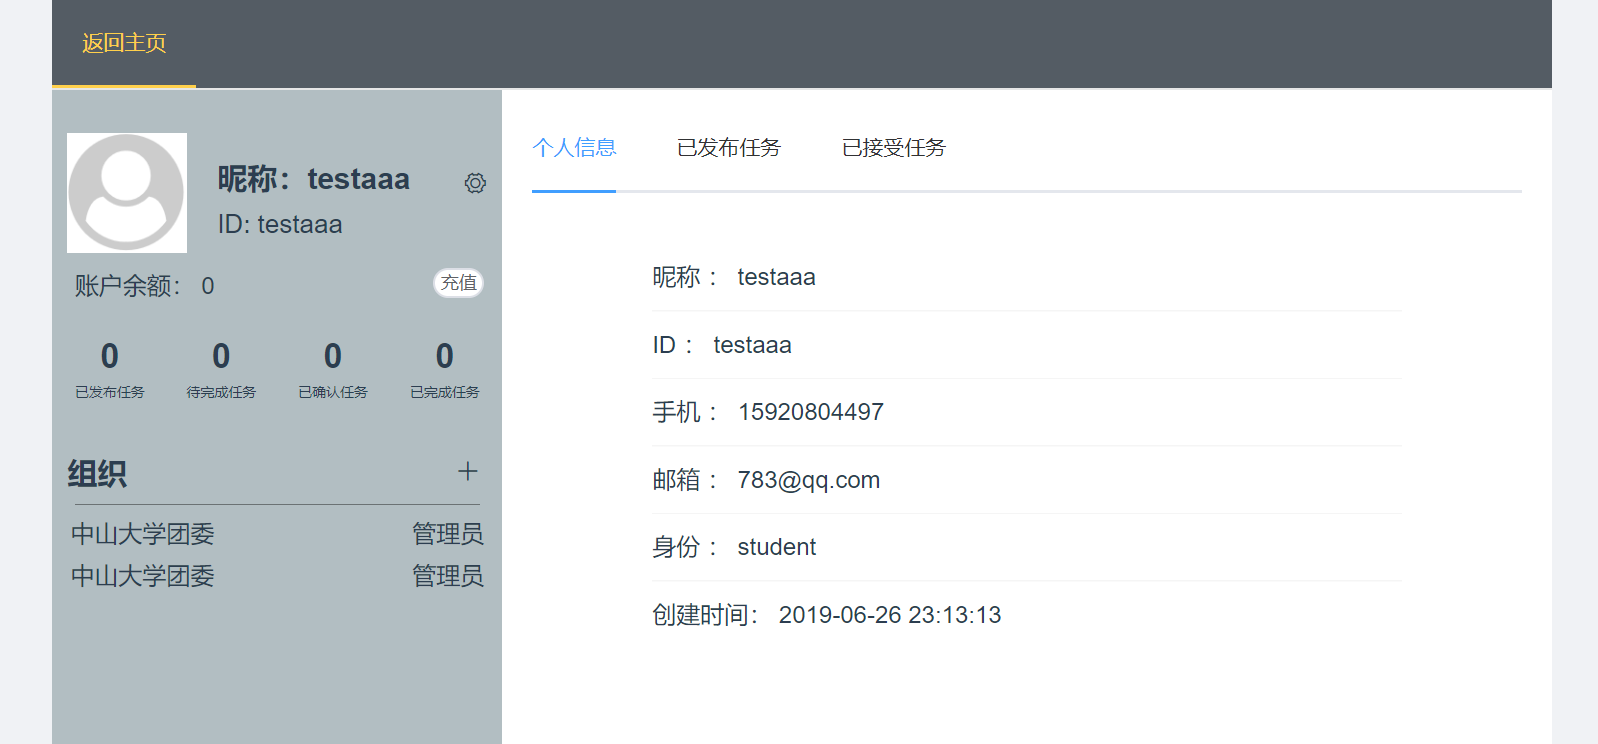 返回主页
昵称：testaaa
ID: testaaa
账户余额： 0
充值
0 0 0 0
已发布任务 待完成任务 已确认任务 已完成任务
组织
中山大学团委 管理员
中山大学团委 管理员
个人信息 已发布任务 已接受任务
昵称 ： testaaa
ID ： testaaa
手机 ： 15920804497
邮箱 ： 783@qq.com
身份 ： student
创建时间： 2019-06-26 23:13:13